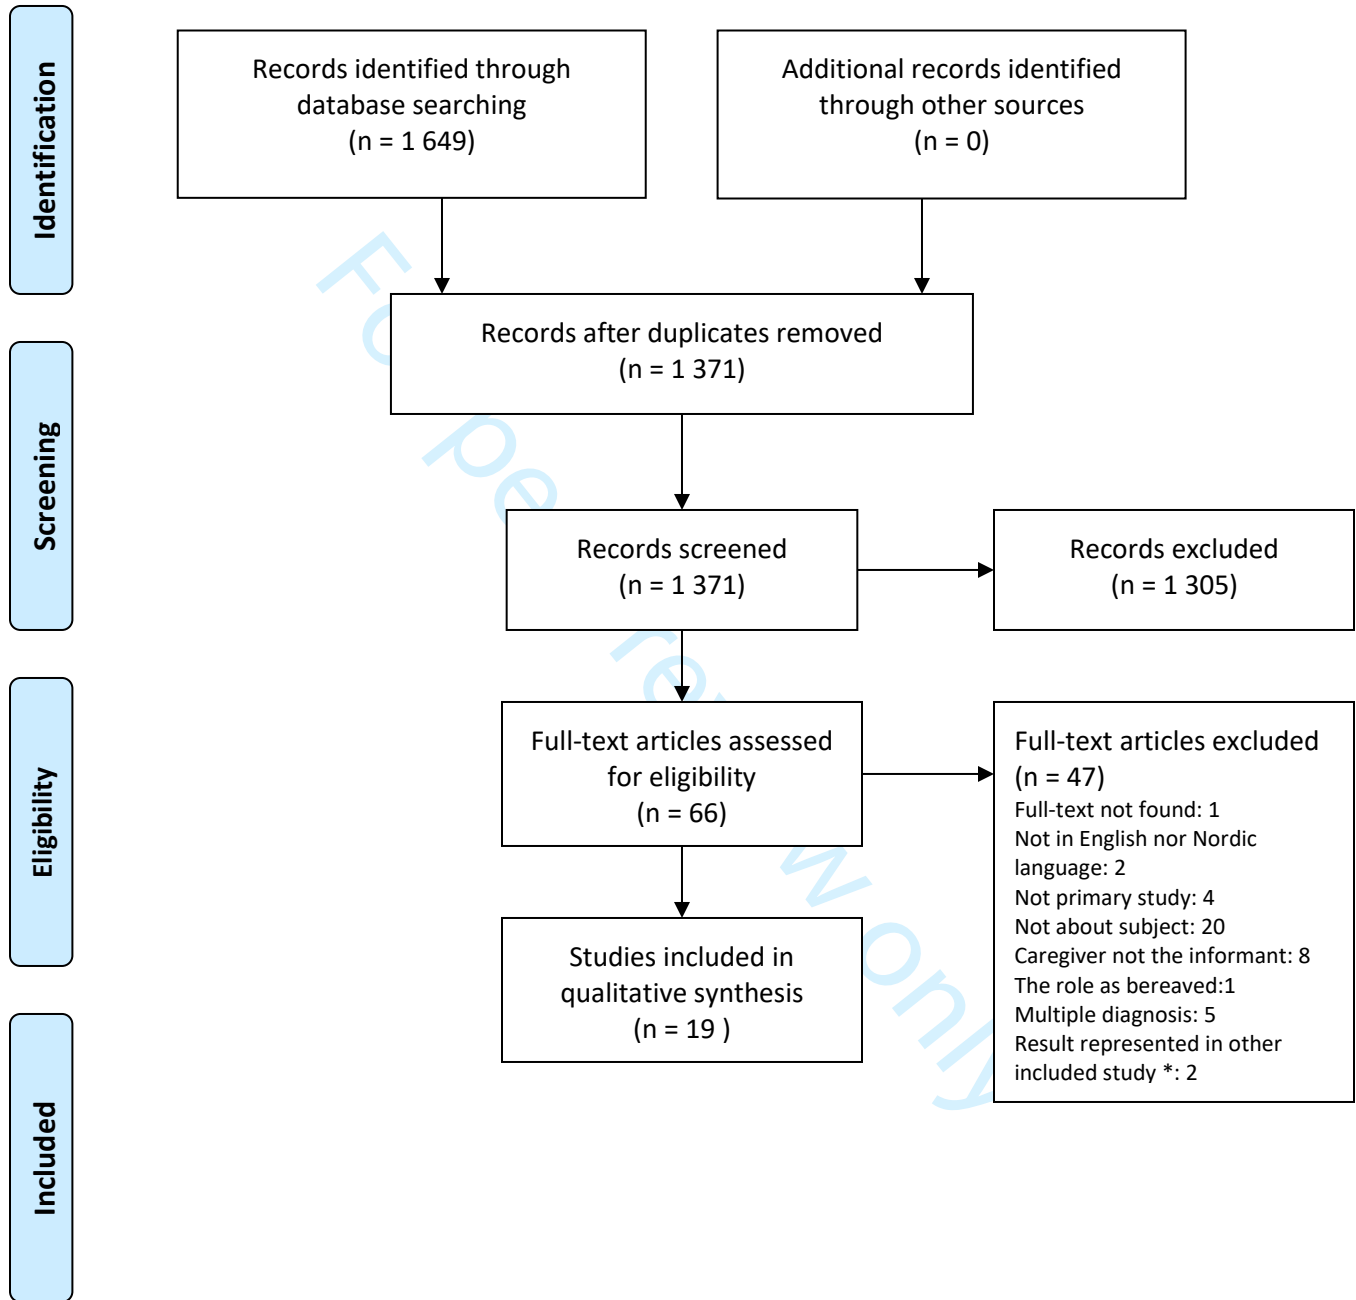 Identification
Records identified through
database searching
(n = 1 649)
Additional records identified
through other sources
(n = 0)
Records after duplicates removed
(n = 1 371)
Screening
Records screened
(n = 1 371)
Records excluded
(n = 1 305)
Eligibility
Full-text articles assessed
for eligibility
(n = 66)
Full-text articles excluded
(n = 47)
Full-text not found: 1
Not in English nor Nordic
language: 2
Not primary study: 4
Not about subject: 20
Caregiver not the informant: 8
The role as bereaved:1
Multiple diagnosis: 5
Result represented in other
included study *: 2
Included
Studies included in
qualitative synthesis
(n = 19 )
only